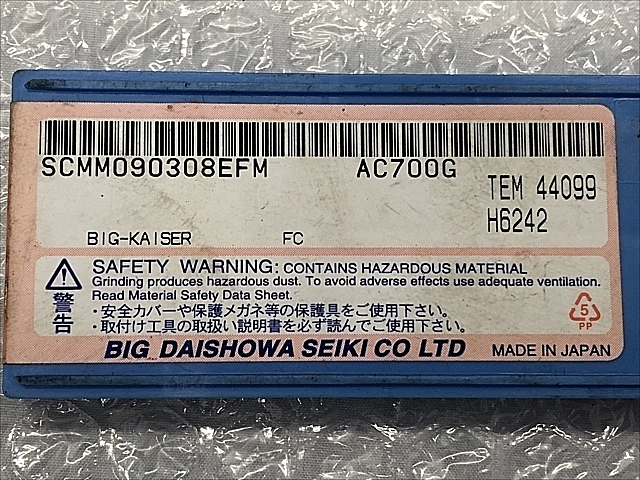 SCMM090308EFM AC700G
TEM 44099
H6242
BIG-KAISER FC
SAFETY WARNING: CONTAINS HAZARDOUS MATERIAL
Grinding produces hazardous dust. To avoid adverse effects use adequate ventilation.
Read Material Safety Data Sheet.
警告
・安全カバーや保護メガネ等の保護具をご使用下さい。
・取付け工具の取扱い説明書を必ず読んでご使用下さい。
5
PP
BIG DAISHOWA SEIKI CO LTD MADE IN JAPAN